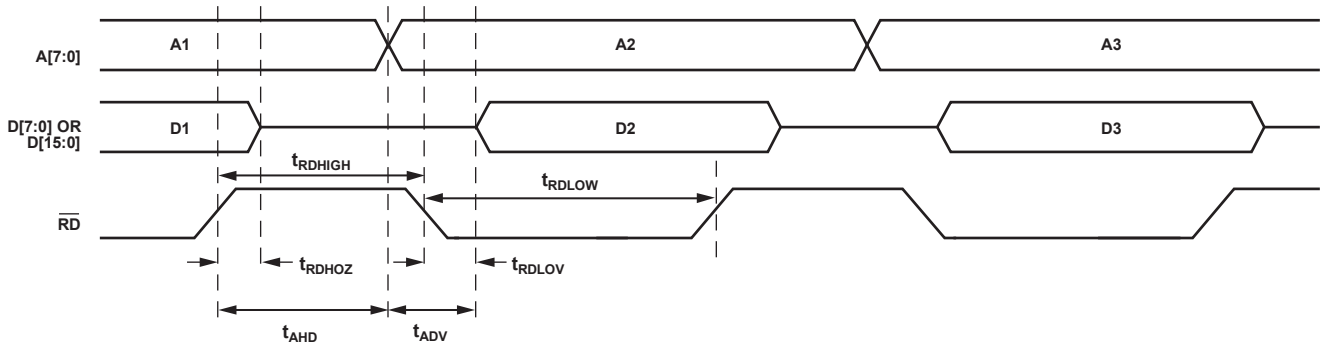 A[7:0]
A1
A2
A3
D[7:0] OR
D[15:0]
D1
D2
D3
tRDHIGH
tRDLOW
RD
tRDHOZ
tRDLOV
tAHD
tADV